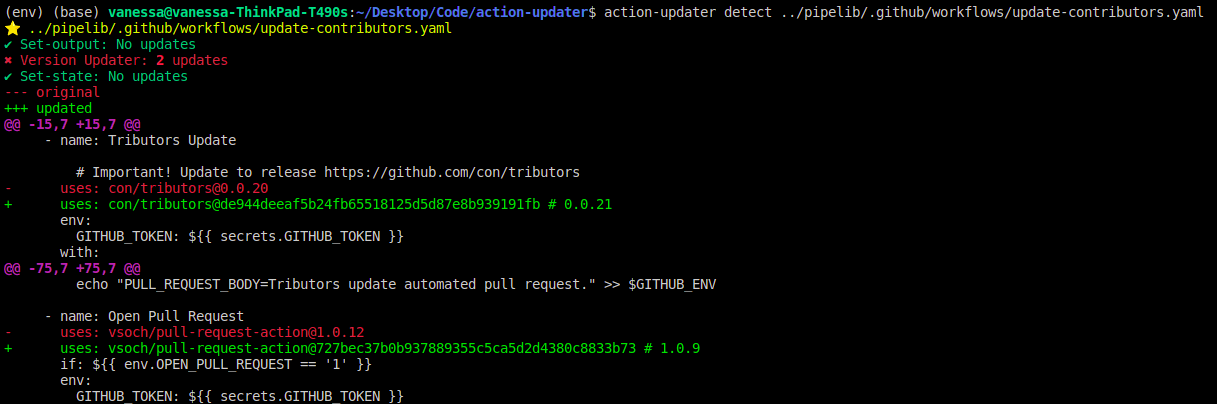 (env) (base) vanessa@vanessa-ThinkPad-T490s:~/Desktop/Code/action-updater$ action-updater detect ../pipelib/.github/workflows/update-contributors.yaml
⭐ ../pipelib/.github/workflows/update-contributors.yaml
✔ Set-output: No updates
✖ Version Updater: 2 updates
✔ Set-state: No updates
--- original
+++ updated
@@ -15,7 +15,7 @@
     - name: Tributors Update

         # Important! Update to release https://github.com/con/tributors
-      uses: con/tributors@0.0.20
+      uses: con/tributors@de944deeaf5b24fb65518125d5d87e8b939191fb # 0.0.21
       env:
         GITHUB_TOKEN: ${{ secrets.GITHUB_TOKEN }}
       with:
@@ -75,7 +75,7 @@
         echo "PULL_REQUEST_BODY=Tributors update automated pull request." >> $GITHUB_ENV

     - name: Open Pull Request
-      uses: vsoch/pull-request-action@1.0.12
+      uses: vsoch/pull-request-action@727bec37b0b937889355c5ca5d2d4380c8833b73 # 1.0.9
       if: ${{ env.OPEN_PULL_REQUEST == '1' }}
       env:
         GITHUB_TOKEN: ${{ secrets.GITHUB_TOKEN }}